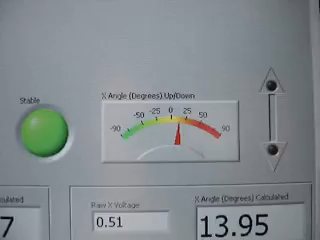 X Angle (Degrees) Up/Down
Stable
-90 -50 -25 0 25 50 90
Raw X Voltage
X Angle (Degrees) Calculated
7
0.51
13.95